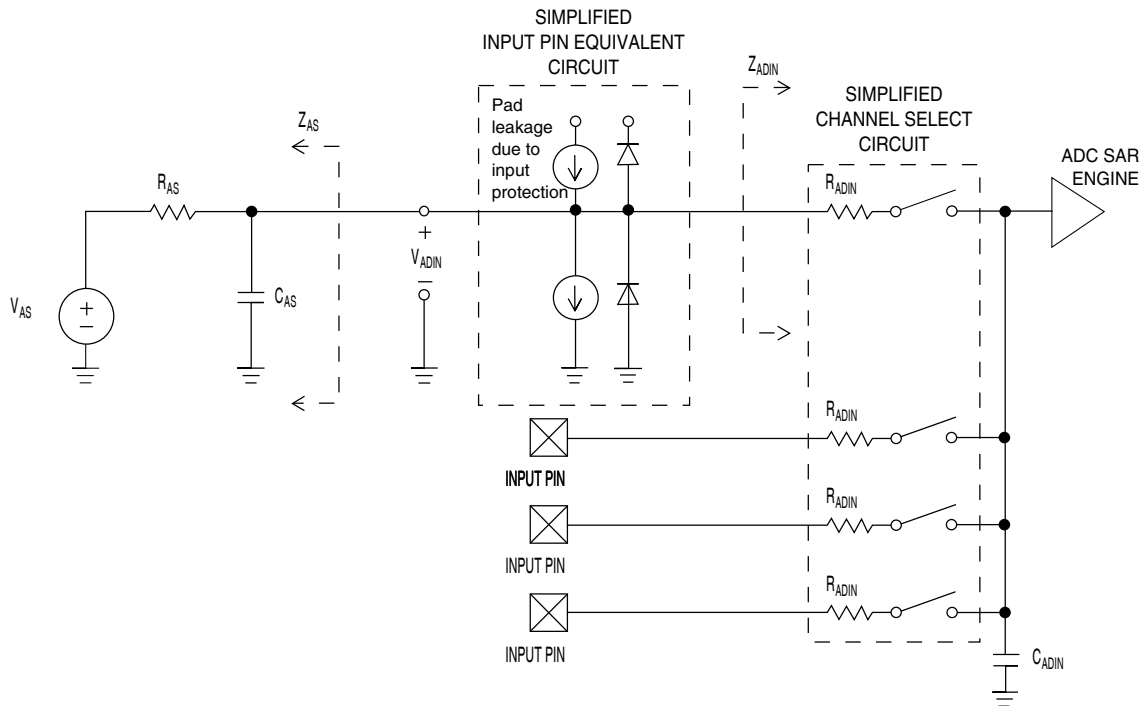 SIMPLIFIED
INPUT PIN EQUIVALENT
CIRCUIT
Pad
leakage
due to
input
protection
Z_ADIN
SIMPLIFIED
CHANNEL SELECT
CIRCUIT
ADC SAR
ENGINE
Z_AS
R_AS
R_ADIN
+
V_ADIN
–
C_AS
V_AS
+
–
R_ADIN
INPUT PIN
R_ADIN
INPUT PIN
R_ADIN
INPUT PIN
C_ADIN